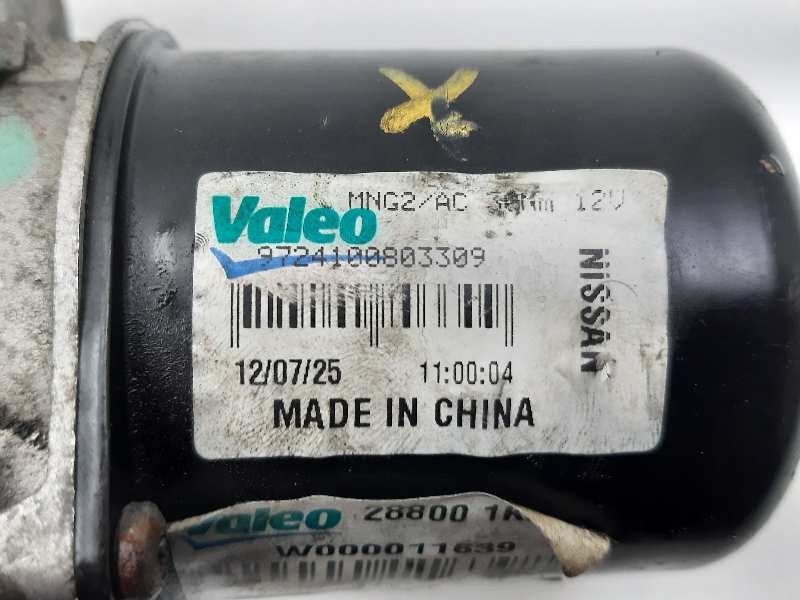 MNG2/AC 12V
Valeo
9724100803309
NISSAN
12/07/25 11:00:04
MADE IN CHINA
Valeo 28800
W000011639